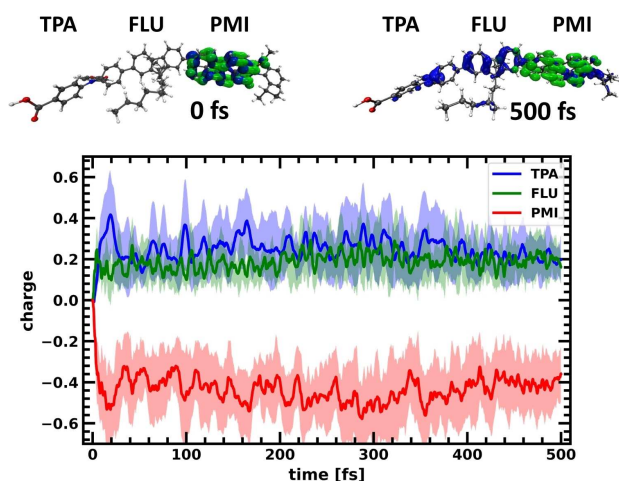 TPA FLU PMI
0 fs
TPA FLU PMI
500 fs
TPA
FLU
PMI
0.6
0.4
0.2
0.0
−0.2
−0.4
−0.6
charge
0 100 200 300 400 500
time [fs]